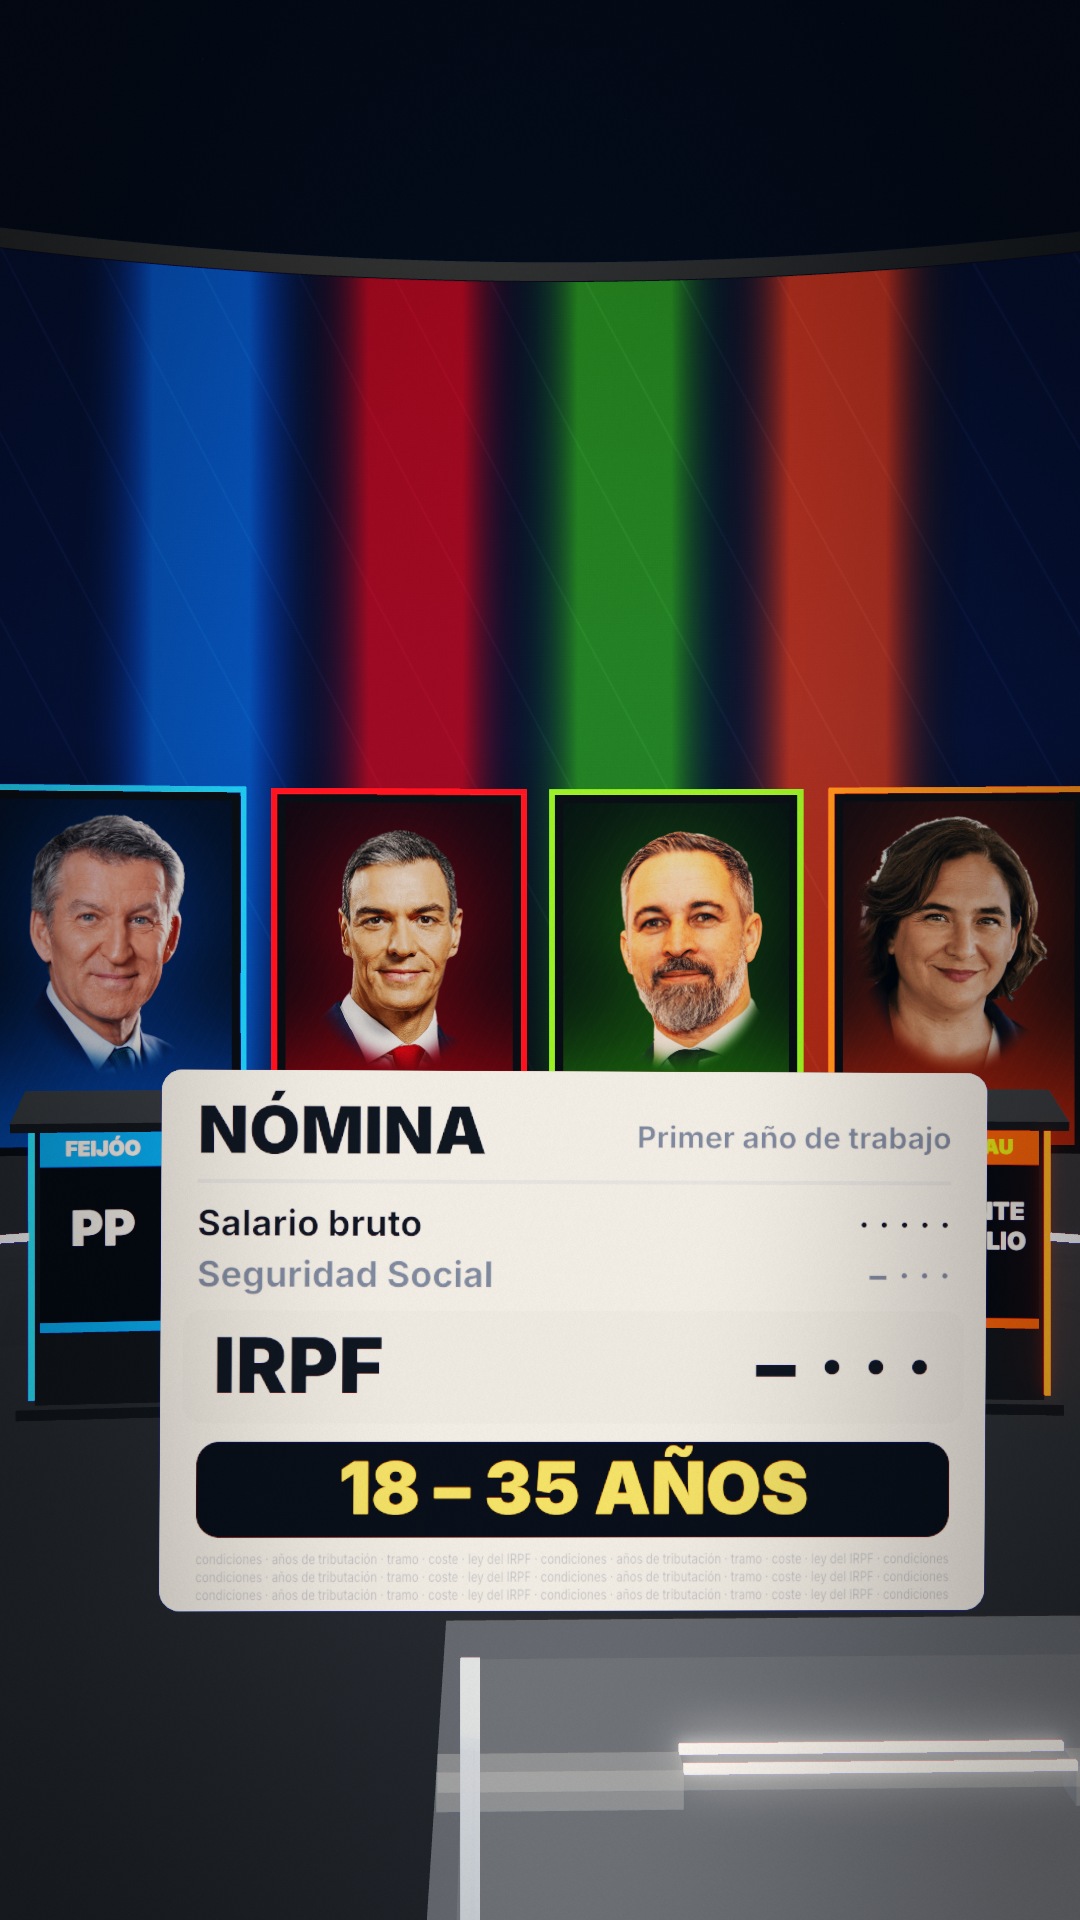 FEIJÓO
PP
AU
NTE
LIO
NÓMINA
Primer año de trabajo
Salario bruto
· · · · ·
Seguridad Social
– · · ·
IRPF
– • • •
18 – 35 AÑOS
condiciones · años de tributación · tramo · coste · ley del IRPF · condiciones · años de tributación · tramo · coste · ley del IRPF · condiciones
condiciones · años de tributación · tramo · coste · ley del IRPF · condiciones · años de tributación · tramo · coste · ley del IRPF · condiciones
condiciones · años de tributación · tramo · coste · ley del IRPF · condiciones · años de tributación · tramo · coste · ley del IRPF · condiciones